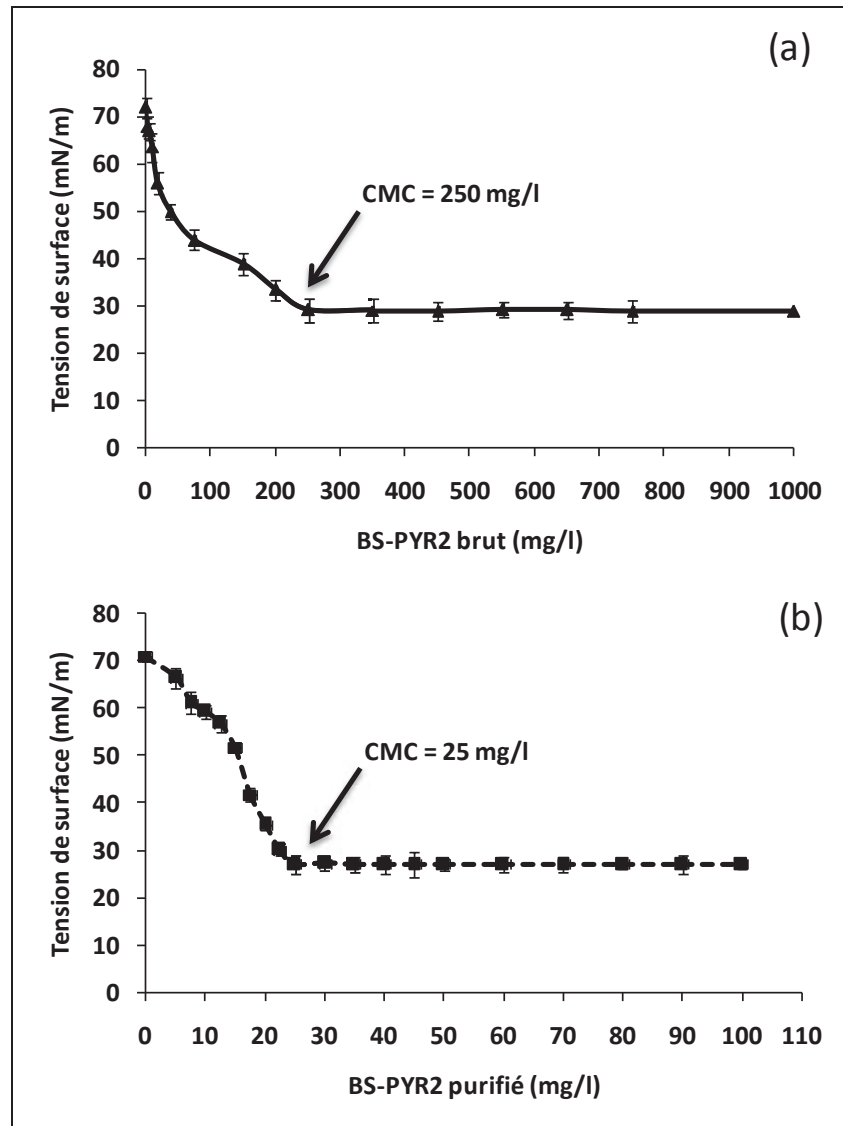 (a)
80
70
60
50
40
30
20
10
0
Tension de surface (mN/m)
CMC = 250 mg/l
0 100 200 300 400 500 600 700 800 900 1000
BS-PYR2 brut (mg/l)
(b)
80
70
60
50
40
30
20
10
0
Tension de surface (mN/m)
CMC = 25 mg/l
0 10 20 30 40 50 60 70 80 90 100 110
BS-PYR2 purifié (mg/l)